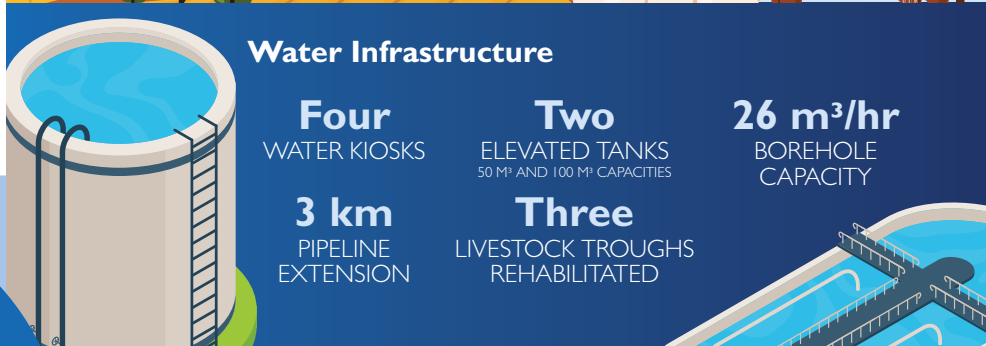 Water Infrastructure
Four
WATER KIOSKS
Two
ELEVATED TANKS
50 M³ AND 100 M³ CAPACITIES
26 m³/hr
BOREHOLE
CAPACITY
3 km
PIPELINE
EXTENSION
Three
LIVESTOCK TROUGHS
REHABILITATED